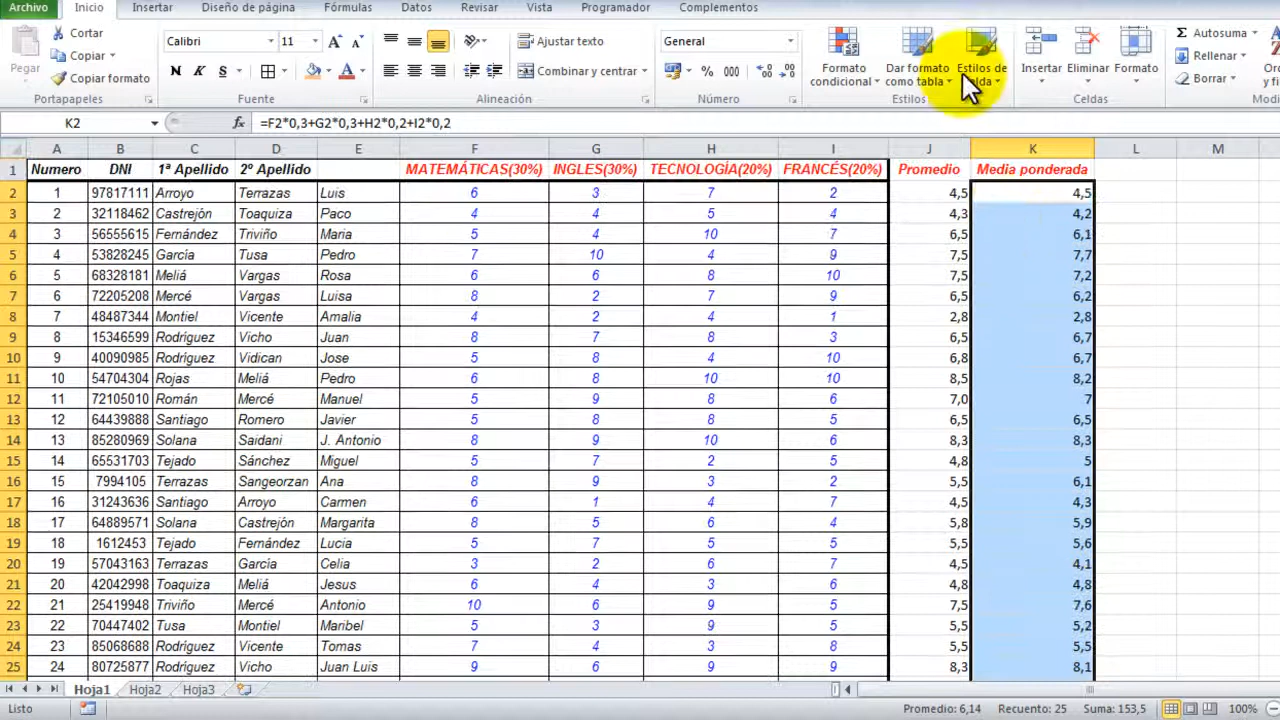 Archivo Inicio Insertar Diseño de página Fórmulas Datos Revisar Vista Programador Complementos
Pegar
Cortar
Copiar
Copiar formato
Portapapeles
Calibri 11
N K S
Fuente
Ajustar texto
Combinar y centrar
Alineación
General
% 000
Número
Formato condicional
Dar formato como tabla
Estilos de
Estilos
Insertar
Eliminar
Formato
Celdas
Autosuma
Rellenar
Borrar
K2 fx =F2*0,3+G2*0,3+H2*0,2+I2*0,2
A B C D E F G H I J K L M
1 Numero DNI 1ª Apellido 2º Apellido MATEMÁTICAS(30%) INGLES(30%) TECNOLOGÍA(20%) FRANCÉS(20%) Promedio Media ponderada
2 1 97817111 Arroyo Terrazas Luis 6 3 7 2 4,5 4,5
3 2 32118462 Castrejón Toaquiza Paco 4 4 5 4 4,3 4,2
4 3 56555615 Fernández Triviño Maria 5 4 10 7 6,5 6,1
5 4 53828245 García Tusa Pedro 7 10 4 9 7,5 7,7
6 5 68328181 Meliá Vargas Rosa 6 6 8 10 7,5 7,2
7 6 72205208 Mercé Vargas Luisa 8 2 7 9 6,5 6,2
8 7 48487344 Montiel Vicente Amalia 4 2 4 1 2,8 2,8
9 8 15346599 Rodríguez Vicho Juan 8 7 8 3 6,5 6,7
10 9 40090985 Rodríguez Vidican Jose 5 8 4 10 6,8 6,7
11 10 54704304 Rojas Meliá Pedro 6 8 10 10 8,5 8,2
12 11 72105010 Román Mercé Manuel 5 9 8 6 7,0 7
13 12 64439888 Santiago Romero Javier 5 8 8 5 6,5 6,5
14 13 85280969 Solana Saidani J. Antonio 8 9 10 6 8,3 8,3
15 14 65531703 Tejado Sánchez Miguel 5 7 2 5 4,8 5
16 15 7994105 Terrazas Sangeorzan Ana 8 9 3 2 5,5 6,1
17 16 31243636 Santiago Arroyo Carmen 6 1 4 7 4,5 4,3
18 17 64889571 Solana Castrejón Margarita 8 5 6 4 5,8 5,9
19 18 1612453 Tejado Fernández Lucia 5 7 5 5 5,5 5,6
20 19 57043163 Terrazas García Celia 3 2 6 7 4,5 4,1
21 20 42042998 Toaquiza Meliá Jesus 6 4 3 6 4,8 4,8
22 21 25419948 Triviño Mercé Antonio 10 6 9 5 7,5 7,6
23 22 70447402 Tusa Montiel Maribel 5 3 9 5 5,5 5,2
24 23 85068688 Rodríguez Vicente Tomas 7 4 3 8 5,5 5,5
25 24 80725877 Rodríguez Vicho Juan Luis 9 6 9 9 8,3 8,1
Hoja1 Hoja2 Hoja3
Listo Promedio: 6,14 Recuento: 25 Suma: 153,5 100%